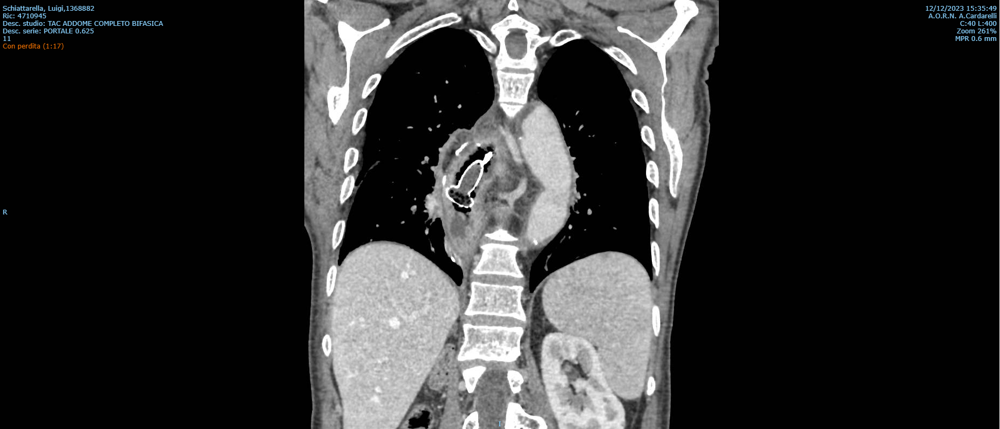 Schiattarella, Luigi,1368882
Ric: 4710945
Desc. studio: TAC ADDOME COMPLETO BIFASICA
Desc. serie: PORTALE 0.625
11
Con perdita (1:17)
12/12/2023 15:35:49
A.O.R.N. A.Cardarelli
C:40 L:400
Zoom 261%
MPR 0.6 mm
R
I